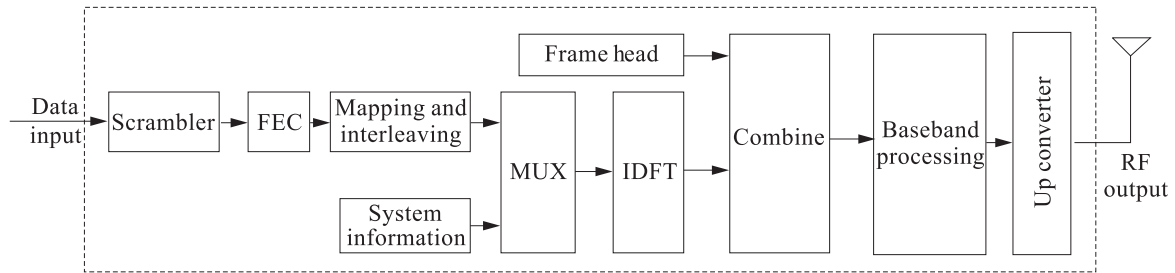 Data
input
Scrambler
FEC
Mapping and
interleaving
System
information
MUX
IDFT
Frame head
Combine
Baseband
processing
Up converter
RF
output